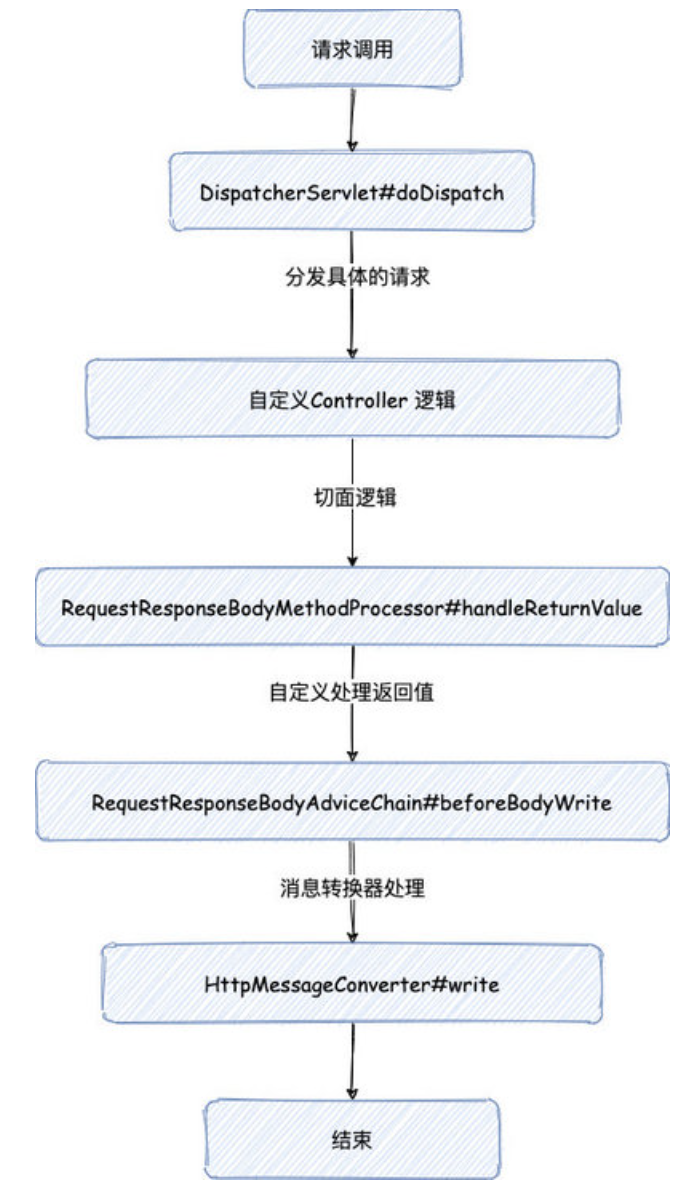 请求调用
DispatcherServlet#doDispatch
分发具体的请求
自定义Controller 逻辑
切面逻辑
RequestResponseBodyMethodProcessor#handleReturnValue
自定义处理返回值
RequestResponseBodyAdviceChain#beforeBodyWrite
消息转换器处理
HttpMessageConverter#write
结束